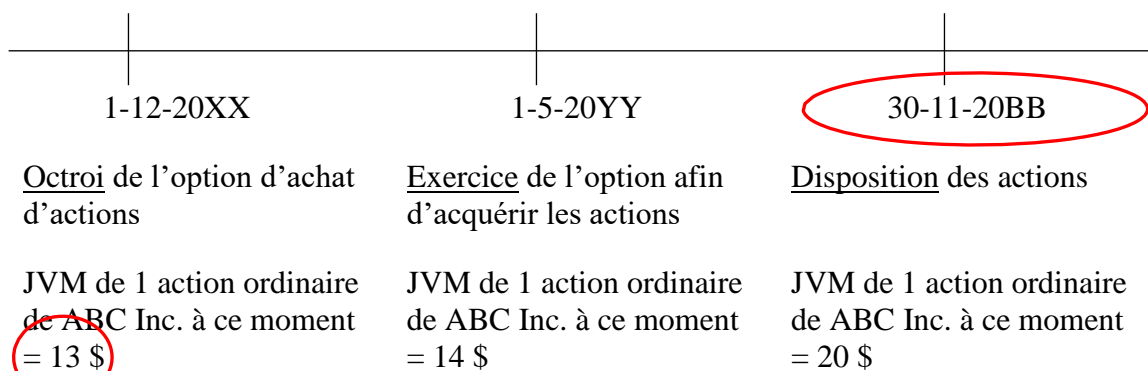 1-12-20XX
1-5-20YY
30-11-20BB
Octroi de l’option d’achat
d’actions
Exercice de l’option afin
d’acquérir les actions
Disposition des actions
JVM de 1 action ordinaire
de ABC Inc. à ce moment
= 13 $
JVM de 1 action ordinaire
de ABC Inc. à ce moment
= 14 $
JVM de 1 action ordinaire
de ABC Inc. à ce moment
= 20 $